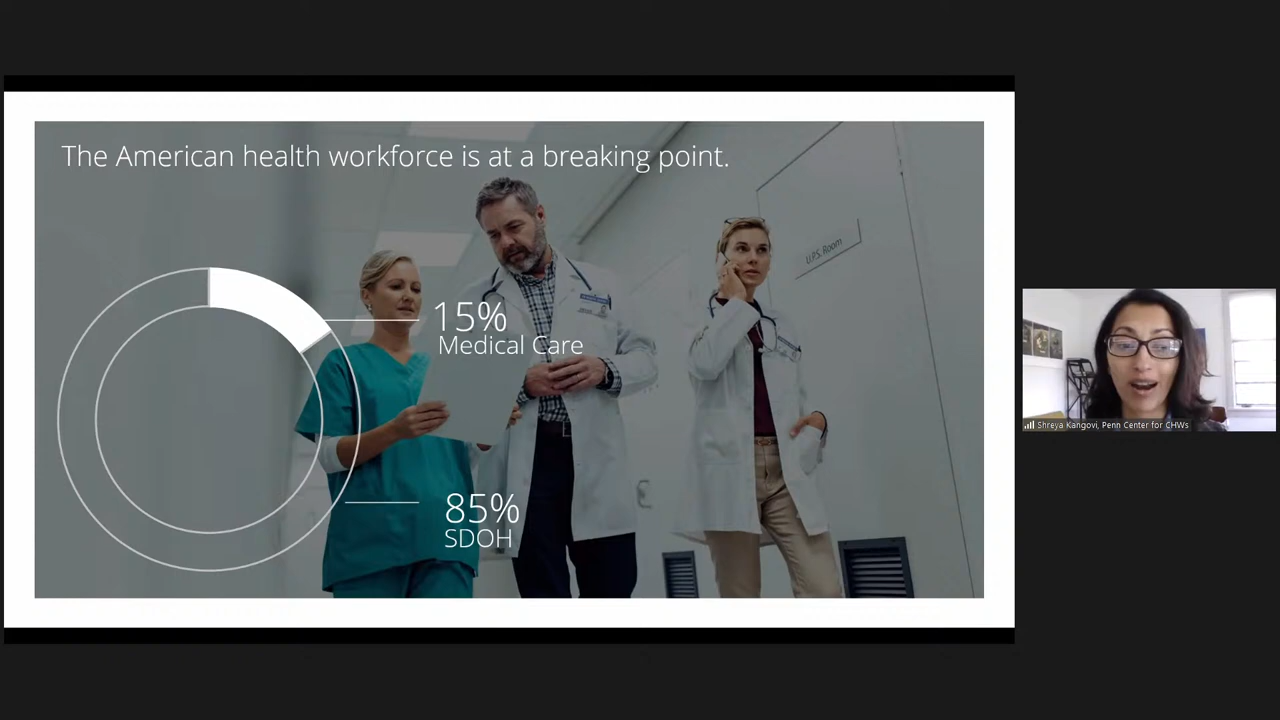 The American health workforce is at a breaking point.
15%
Medical Care
85%
SDOH
U.P.S. Room
Shreya Kangovi, Penn Center for CHWs